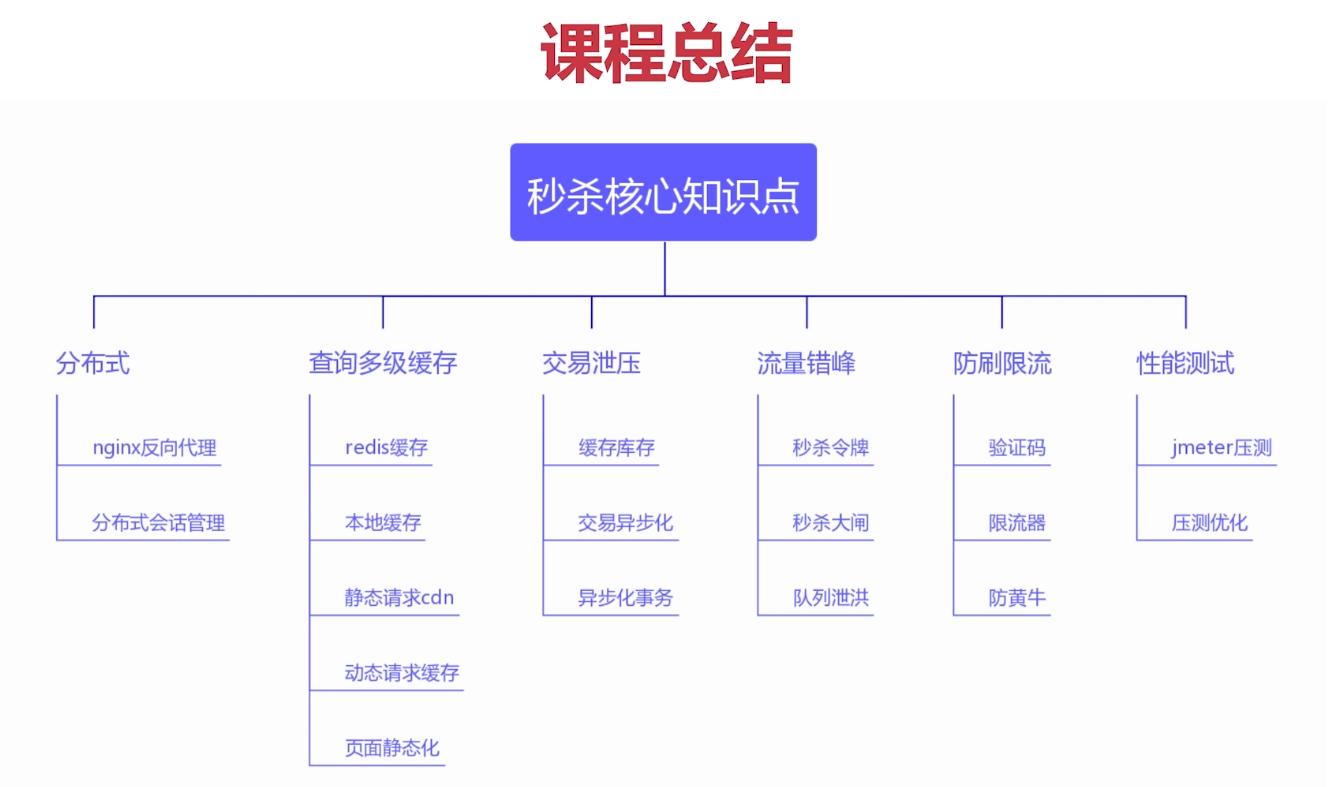 课程总结
秒杀核心知识点
分布式
nginx反向代理
分布式会话管理
查询多级缓存
redis缓存
本地缓存
静态请求cdn
动态请求缓存
页面静态化
交易泄压
缓存库存
交易异步化
异步化事务
流量错峰
秒杀令牌
秒杀大闸
队列泄洪
防刷限流
验证码
限流器
防黄牛
性能测试
jmeter压测
压测优化